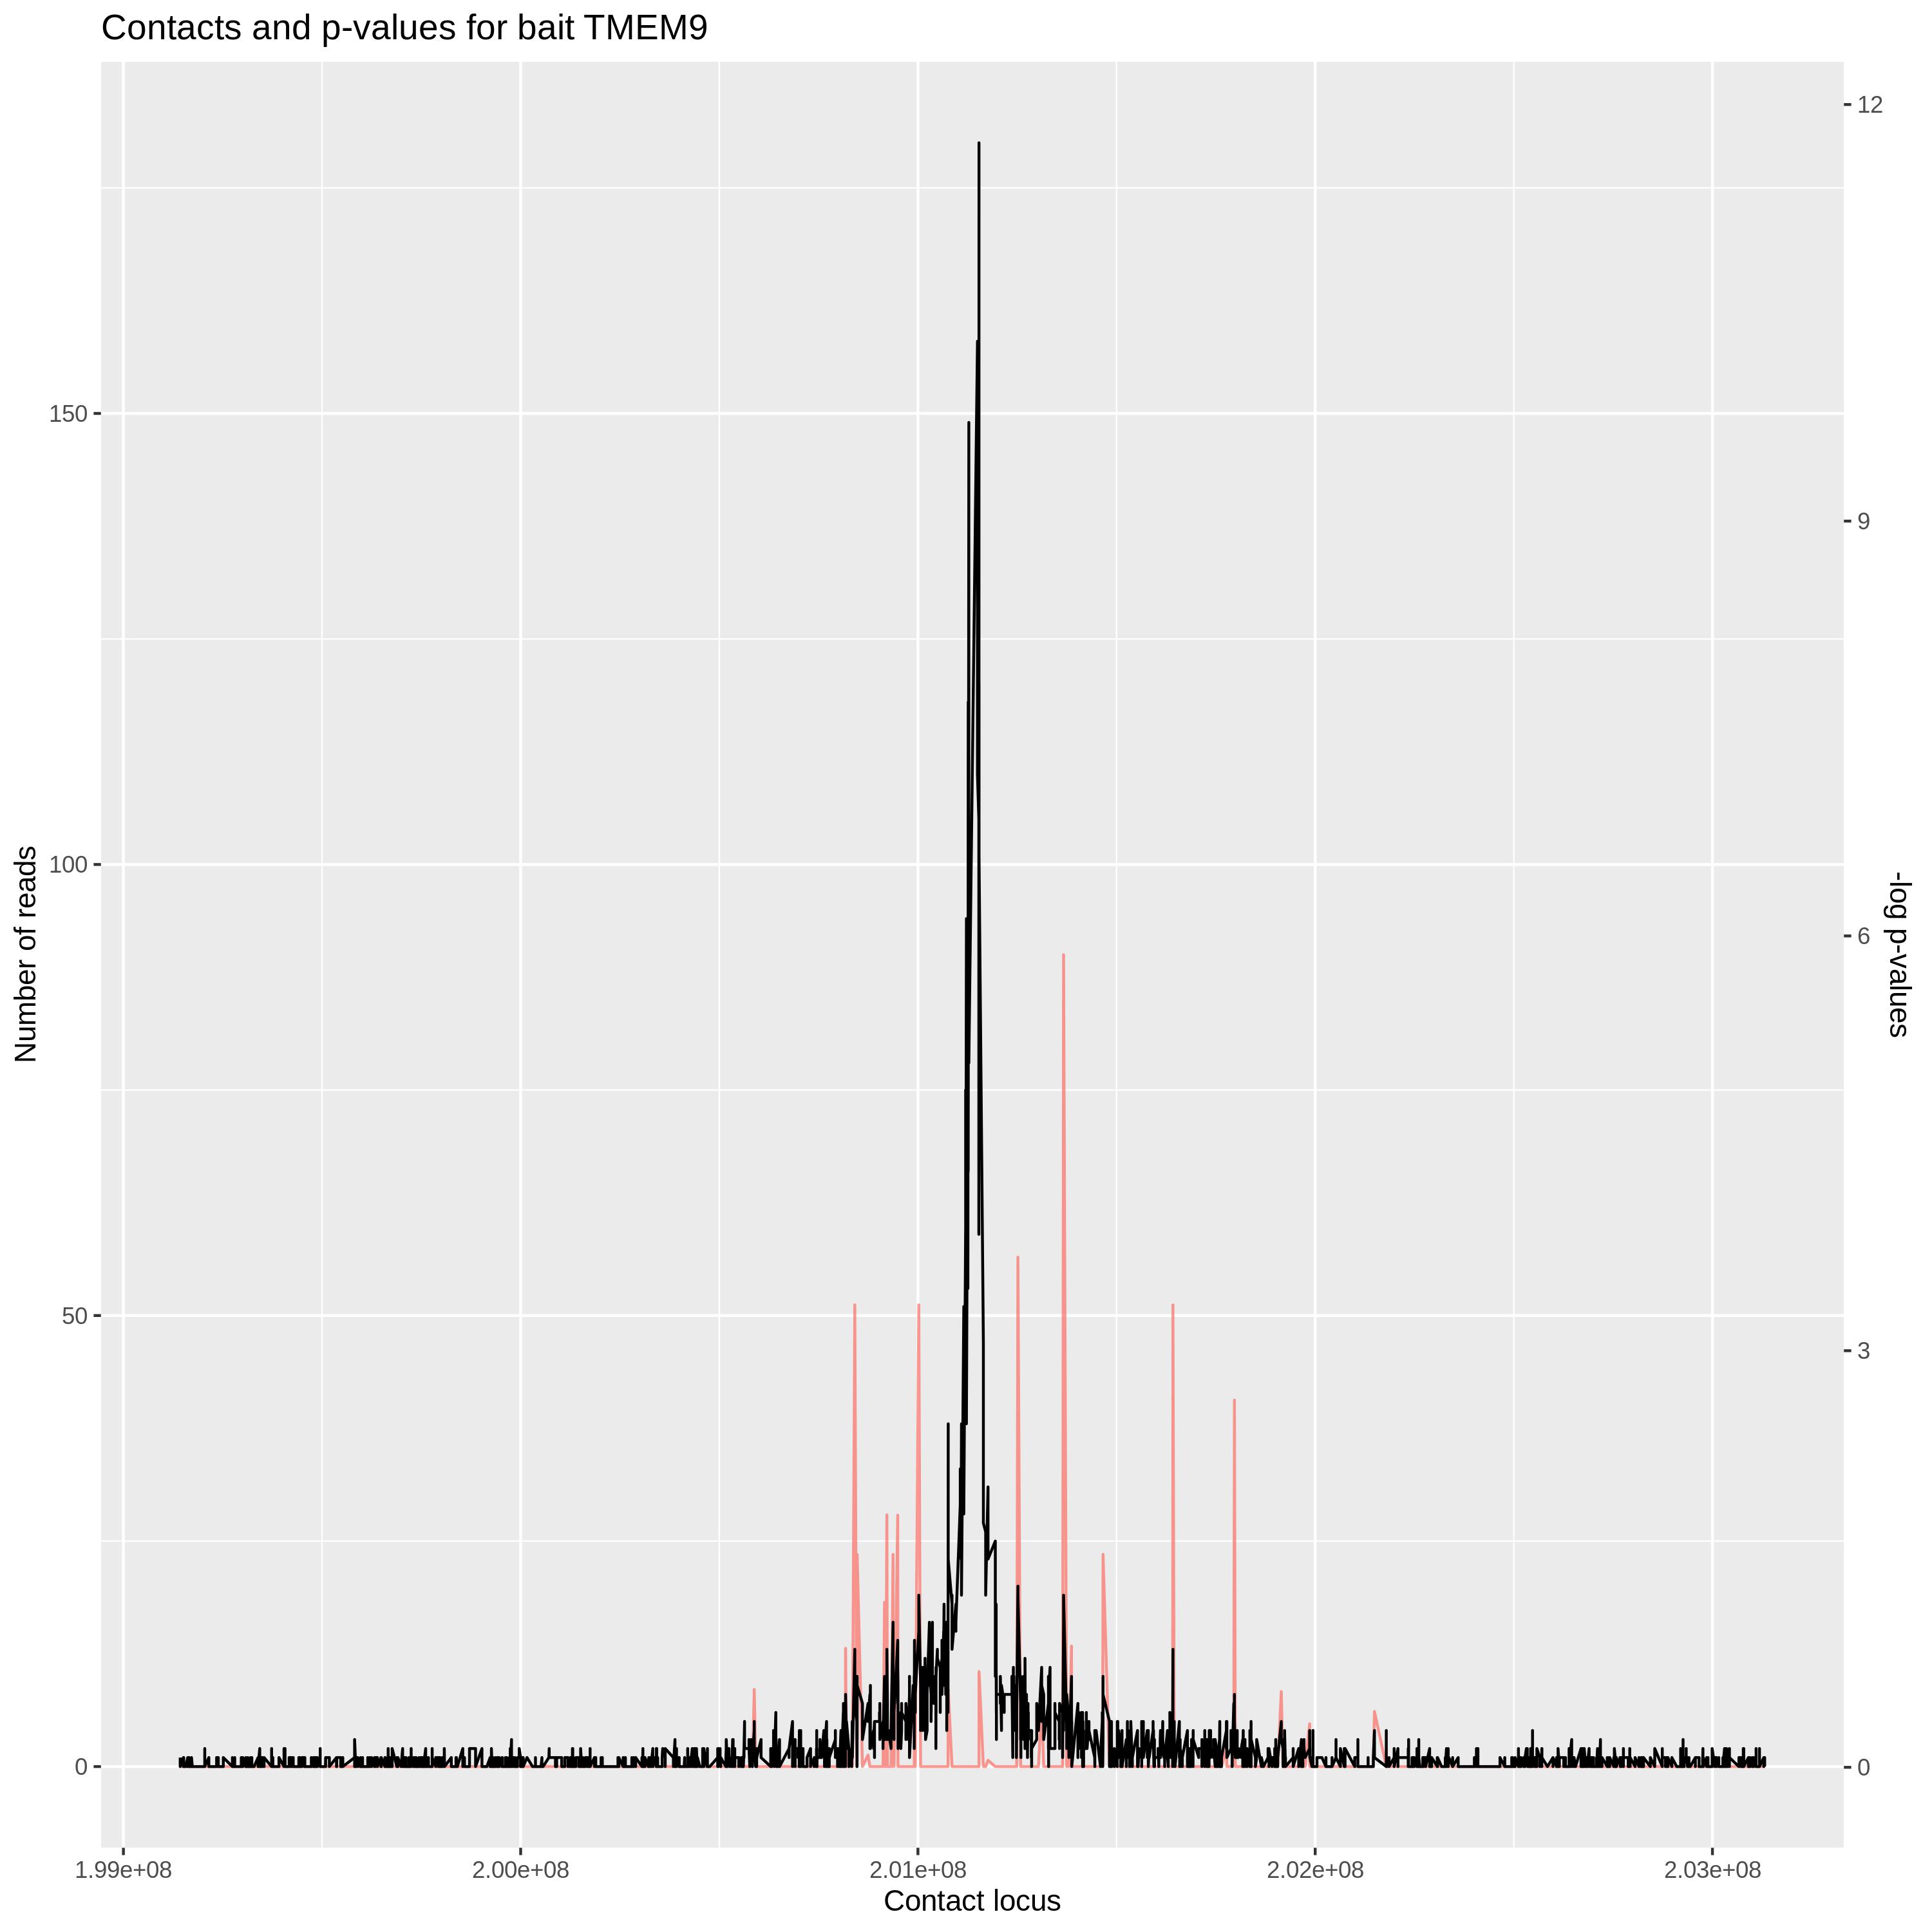 Contacts and p-values for bait TMEM9
12
150
9
100
6
Number of reads
-log p-values
50
3
0
0
1.99e+08
2.00e+08
2.01e+08
2.02e+08
2.03e+08
Contact locus